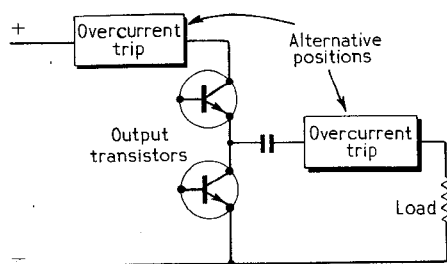 +
Overcurrent
trip
Alternative
positions
Output
transistors
Overcurrent
trip
Load
−